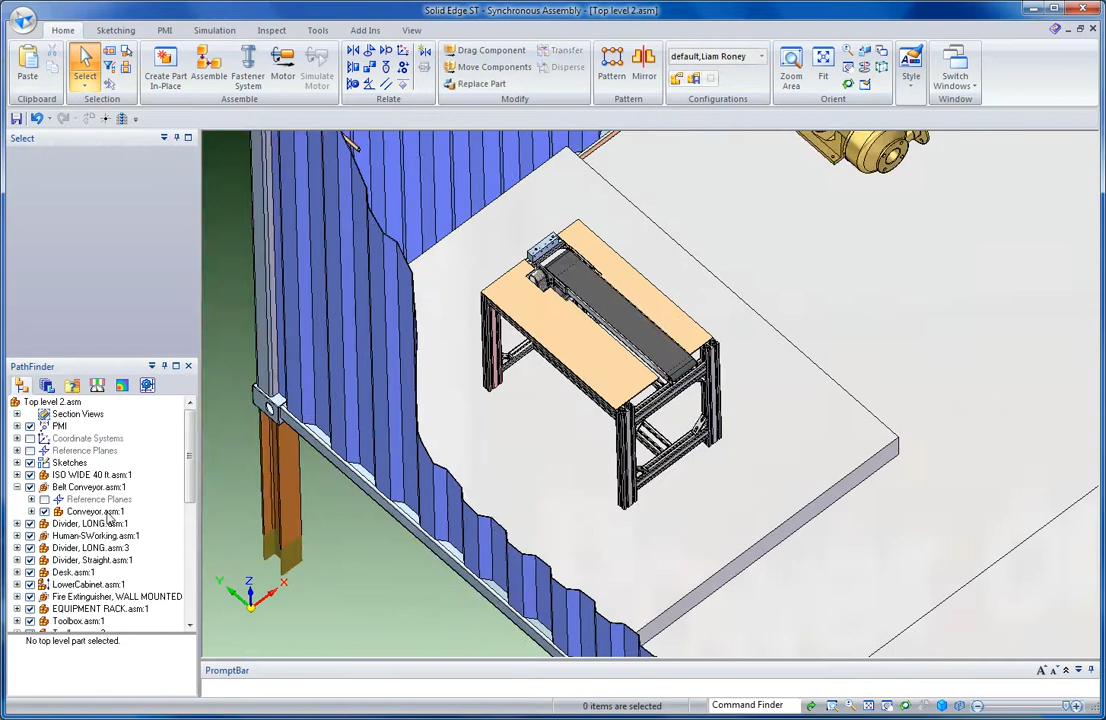 Solid Edge ST - Synchronous Assembly - [Top level 2.asm]
Home Sketching PMI Simulation Inspect Tools Add Ins View
Paste
Select
Create Part In-Place
Assemble
Fastener System
Motor
Simulate Motor
Drag Component
Move Components
Replace Part
Transfer
Disperse
Pattern
Mirror
default,Liam Roney
Zoom Area
Fit
Style
Switch Windows
Clipboard Selection Assemble Relate Modify Pattern Configurations Orient Window
Select
PathFinder
Top level 2.asm
Section Views
PMI
Coordinate Systems
Reference Planes
Sketches
ISO WIDE 40 ft.asm:1
Belt Conveyor.asm:1
Reference Planes
Conveyor.asm:1
Divider, LONG.asm:1
Human-SWorking.asm:1
Divider, LONG.asm:3
Divider, Straight.asm:1
Desk.asm:1
LowerCabinet.asm:1
Fire Extinguisher, WALL MOUNTED
EQUIPMENT RACK.asm:1
Toolbox.asm:1
No top level part selected.
Z
Y
X
PromptBar
A A
0 items are selected
Command Finder